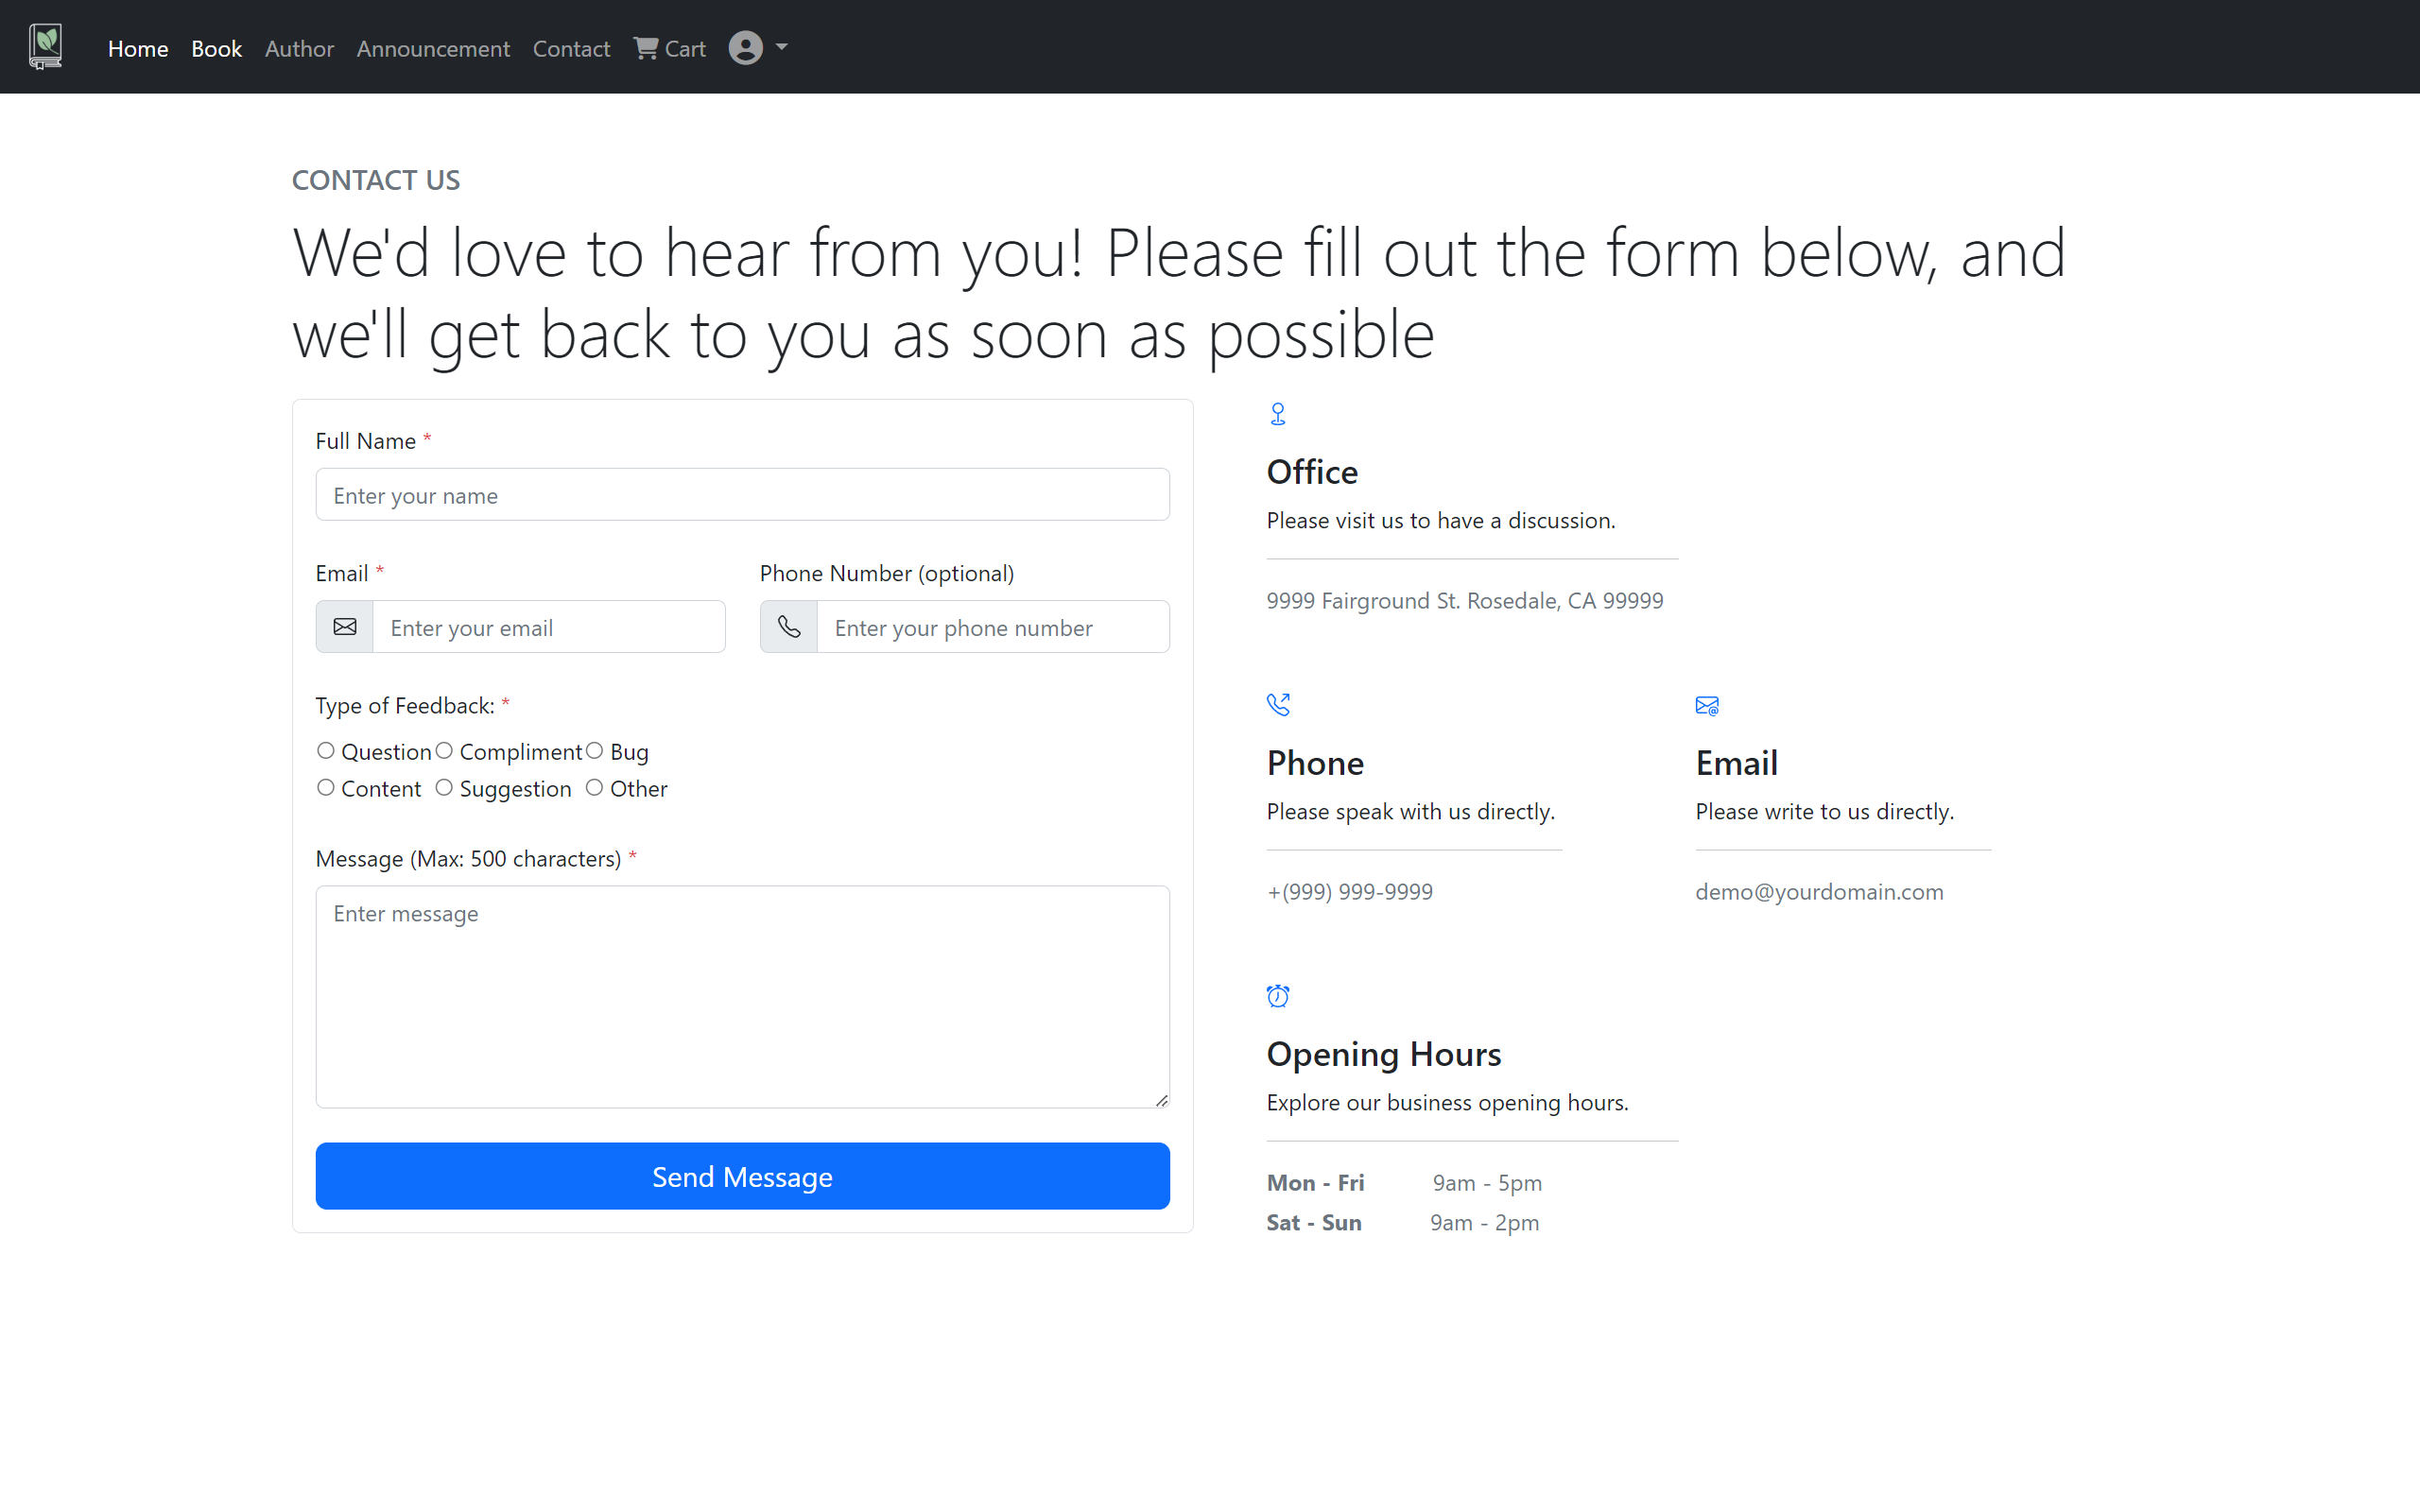 Home Book Author Announcement Contact Cart
CONTACT US
We'd love to hear from you! Please fill out the form below, and
we'll get back to you as soon as possible
Full Name *
Enter your name
Email *
Enter your email
Phone Number (optional)
Enter your phone number
Type of Feedback: *
Question Compliment Bug
Content Suggestion Other
Message (Max: 500 characters) *
Enter message
Send Message
Office
Please visit us to have a discussion.
9999 Fairground St. Rosedale, CA 99999
Phone
Please speak with us directly.
+(999) 999-9999
Email
Please write to us directly.
demo@yourdomain.com
Opening Hours
Explore our business opening hours.
Mon - Fri 9am - 5pm
Sat - Sun 9am - 2pm